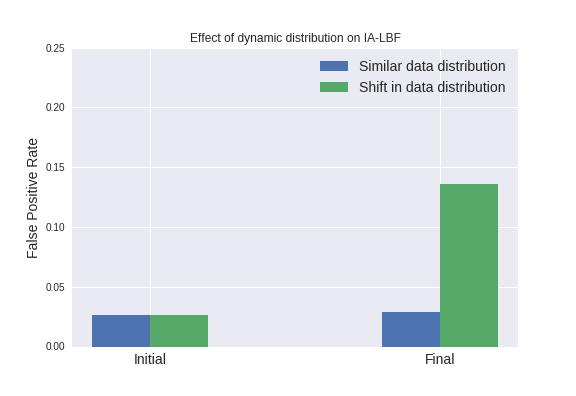 Effect of dynamic distribution on IA-LBF
Similar data distribution
Shift in data distribution
False Positive Rate
0.25
0.20
0.15
0.10
0.05
0.00
Initial
Final